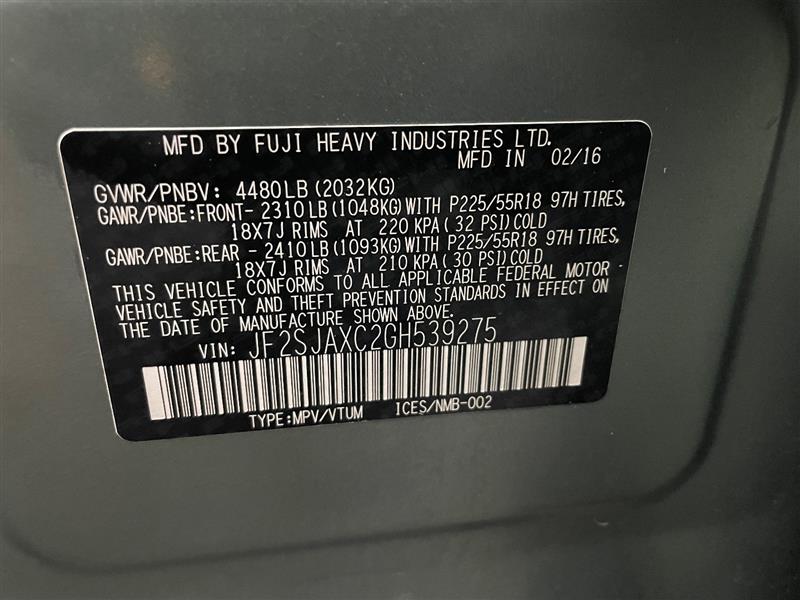 MFD BY FUJI HEAVY INDUSTRIES LTD.
MFD IN 02/16
GVWR/PNBV: 4480LB (2032KG)
GAWR/PNBE:FRONT- 2310 LB (1048KG) WITH P225/55R18 97H TIRES,
18X7J RIMS AT 220 KPA ( 32 PSI) COLD
GAWR/PNBE:REAR - 2410 LB (1093KG) WITH P225/55R18 97H TIRES,
18X7J RIMS AT 210 KPA ( 30 PSI) COLD
THIS VEHICLE CONFORMS TO ALL APPLICABLE FEDERAL MOTOR
VEHICLE SAFETY AND THEFT PREVENTION STANDARDS IN EFFECT ON
THE DATE OF MANUFACTURE SHOWN ABOVE.
VIN: JF2SJAXC2GH539275
TYPE:MPV/VTUM ICES/NMB-002